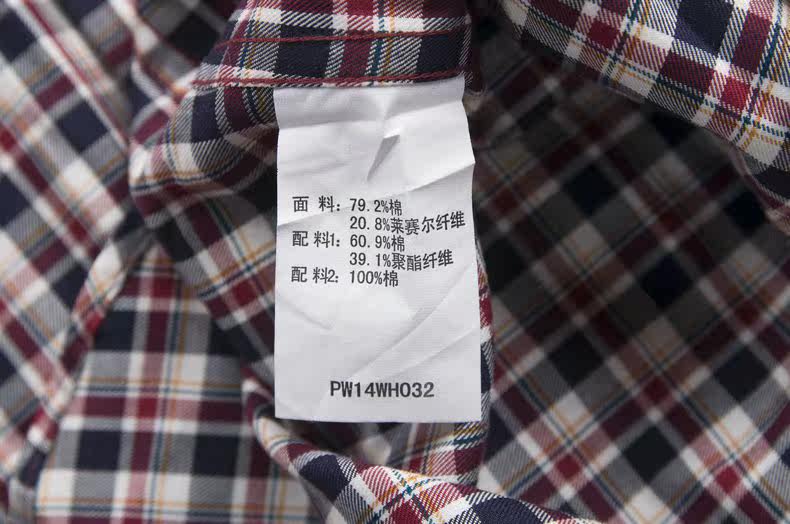 面 料: 79.2%棉
20.8%莱赛尔纤维
配 料1: 60.9%棉
39.1%聚酯纤维
配 料2: 100%棉
PW14WH032